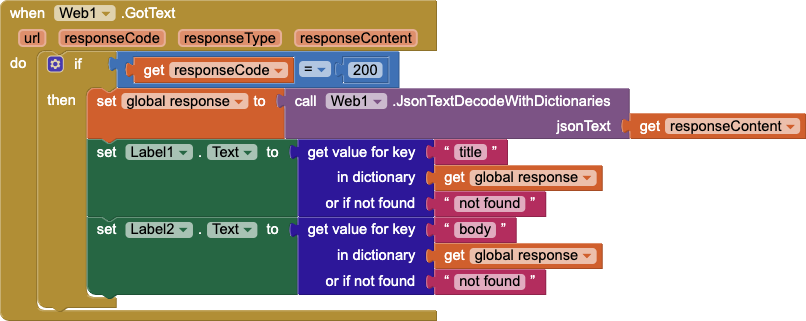 when Web1 .GotText
url responseCode responseType responseContent
do if get responseCode = 200
then set global response to call Web1 .JsonTextDecodeWithDictionaries
jsonText get responseContent
set Label1 . Text to get value for key “ title ”
in dictionary get global response
or if not found “ not found ”
set Label2 . Text to get value for key “ body ”
in dictionary get global response
or if not found “ not found ”